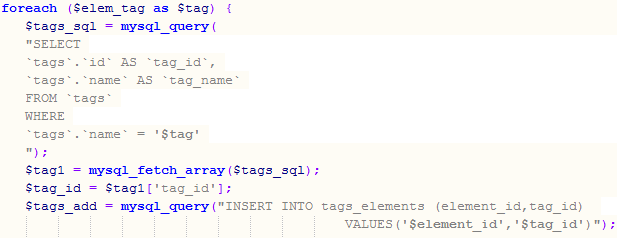 foreach ($elem_tag as $tag) {
$tags_sql = mysql_query(
"SELECT
`tags`.`id` AS `tag_id`,
`tags`.`name` AS `tag_name`
FROM `tags`
WHERE
`tags`.`name` = '$tag'
");
$tag1 = mysql_fetch_array($tags_sql);
$tag_id = $tag1['tag_id'];
$tags_add = mysql_query("INSERT INTO tags_elements (element_id,tag_id)
VALUES('$element_id','$tag_id')");